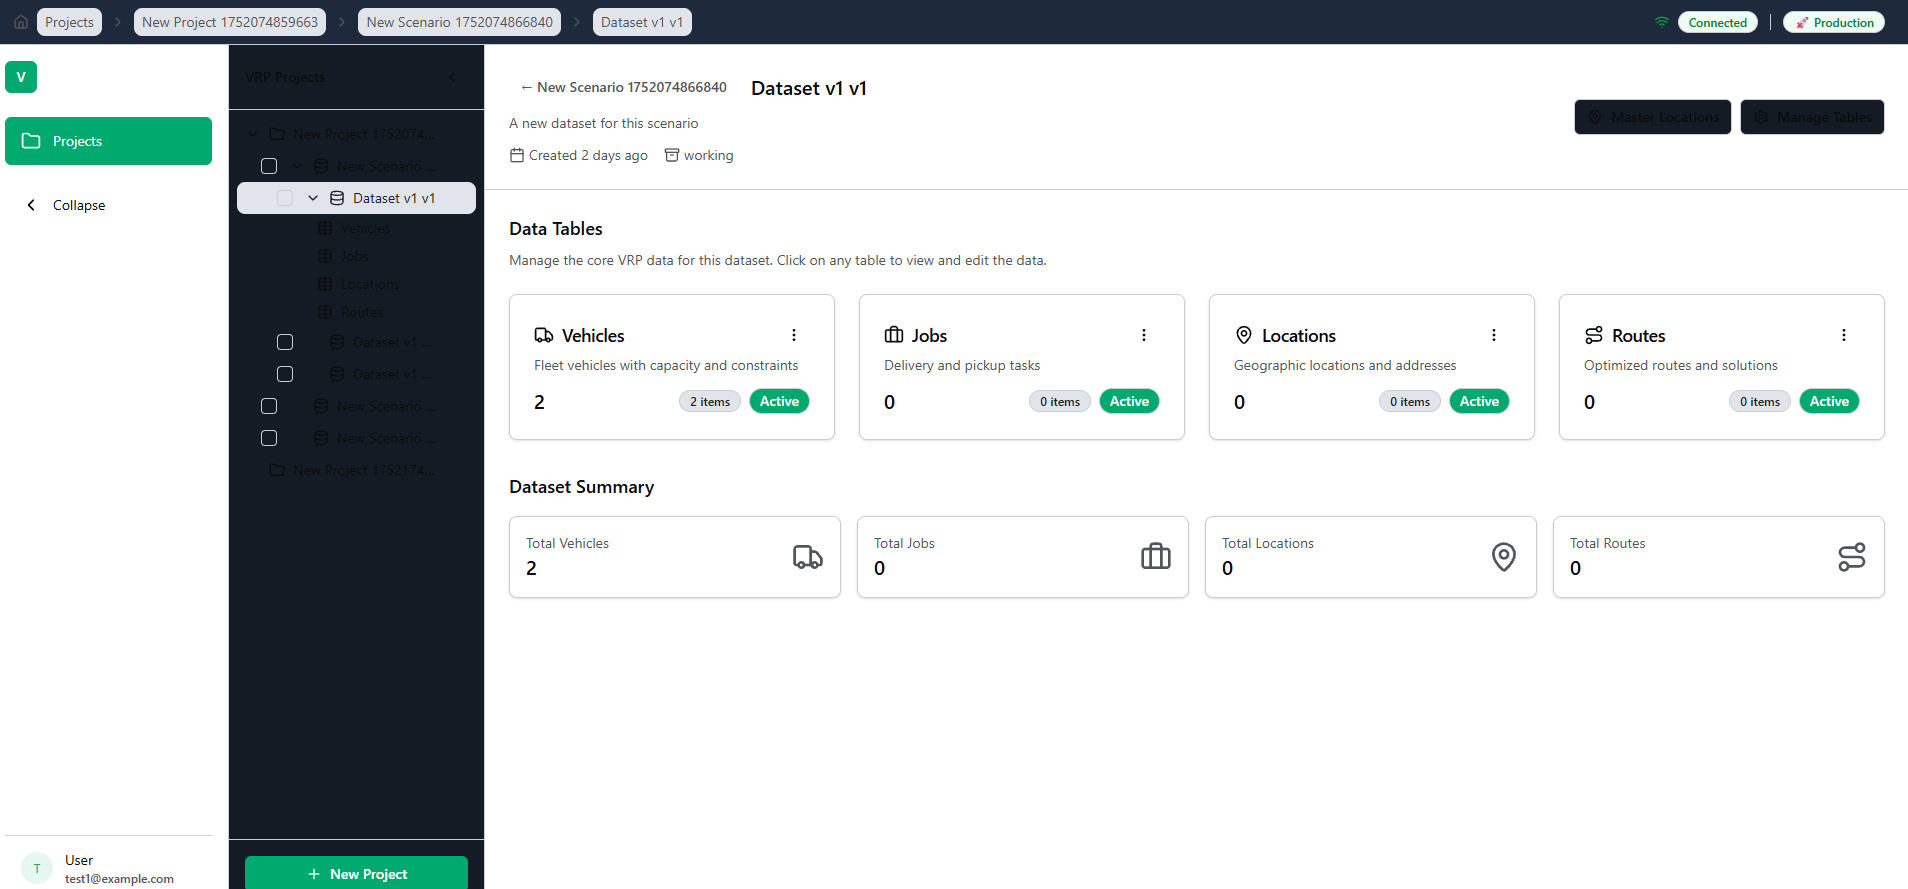 Projects
New Project 1752074859663
New Scenario 1752074866840
Dataset v1 v1
Connected
Production
V
Projects
Collapse
User
T
test1@example.com
VRP Projects
New Project 1752074...
New Scenario ...
Dataset v1 v1
Vehicles
Jobs
Locations
Routes
Dataset v1 ...
Dataset v1 ...
New Scenario ...
New Scenario ...
New Project 1752174...
+ New Project
← New Scenario 1752074866840
Dataset v1 v1
A new dataset for this scenario
Created 2 days ago
working
Master Locations
Manage Tables
Data Tables
Manage the core VRP data for this dataset. Click on any table to view and edit the data.
Vehicles
Fleet vehicles with capacity and constraints
2
2 items
Active
Jobs
Delivery and pickup tasks
0
0 items
Active
Locations
Geographic locations and addresses
0
0 items
Active
Routes
Optimized routes and solutions
0
0 items
Active
Dataset Summary
Total Vehicles
2
Total Jobs
0
Total Locations
0
Total Routes
0